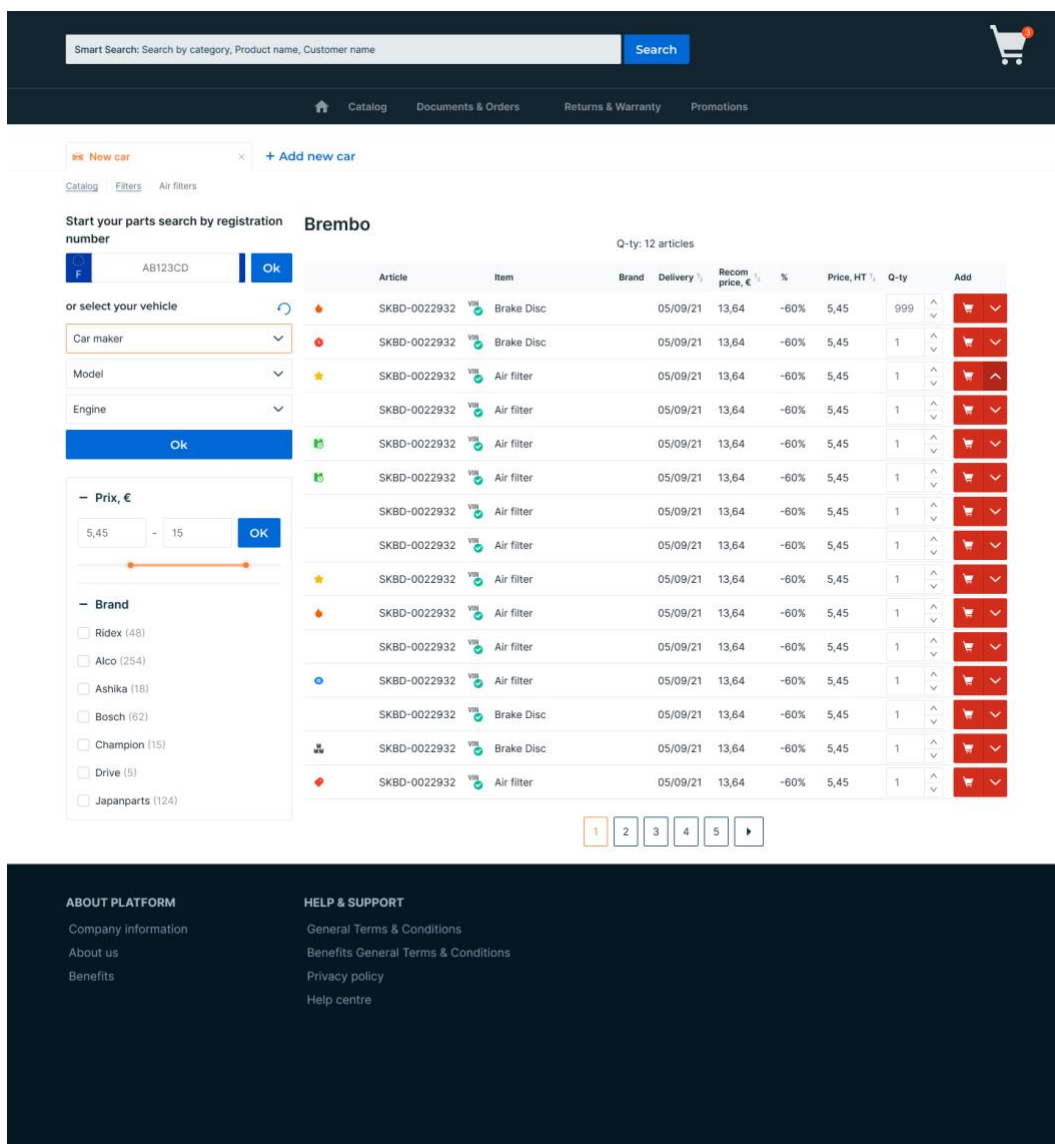 Smart Search: Search by category, Product name, Customer name
Search
3
Catalog Documents & Orders Returns & Warranty Promotions
New car × + Add new car
Catalog Filters Air filters
Start your parts search by registration number
F AB123CD Ok
or select your vehicle
Car maker
Model
Engine
Ok
− Prix, €
5,45 - 15 OK
− Brand
Ridex (48)
Alco (254)
Ashika (18)
Bosch (62)
Champion (15)
Drive (5)
Japanparts (124)
Brembo
Q-ty: 12 articles
Article Item Brand Delivery Recom price, € % Price, HT Q-ty Add
SKBD-0022932 VIN Brake Disc 05/09/21 13,64 -60% 5,45 999
SKBD-0022932 VIN Brake Disc 05/09/21 13,64 -60% 5,45 1
SKBD-0022932 VIN Air filter 05/09/21 13,64 -60% 5,45 1
SKBD-0022932 VIN Air filter 05/09/21 13,64 -60% 5,45 1
SKBD-0022932 VIN Air filter 05/09/21 13,64 -60% 5,45 1
SKBD-0022932 VIN Air filter 05/09/21 13,64 -60% 5,45 1
SKBD-0022932 VIN Air filter 05/09/21 13,64 -60% 5,45 1
SKBD-0022932 VIN Air filter 05/09/21 13,64 -60% 5,45 1
SKBD-0022932 VIN Air filter 05/09/21 13,64 -60% 5,45 1
SKBD-0022932 VIN Air filter 05/09/21 13,64 -60% 5,45 1
SKBD-0022932 VIN Air filter 05/09/21 13,64 -60% 5,45 1
SKBD-0022932 VIN Air filter 05/09/21 13,64 -60% 5,45 1
SKBD-0022932 VIN Brake Disc 05/09/21 13,64 -60% 5,45 1
SKBD-0022932 VIN Brake Disc 05/09/21 13,64 -60% 5,45 1
SKBD-0022932 VIN Air filter 05/09/21 13,64 -60% 5,45 1
1 2 3 4 5
ABOUT PLATFORM
Company information
About us
Benefits
HELP & SUPPORT
General Terms & Conditions
Benefits General Terms & Conditions
Privacy policy
Help centre